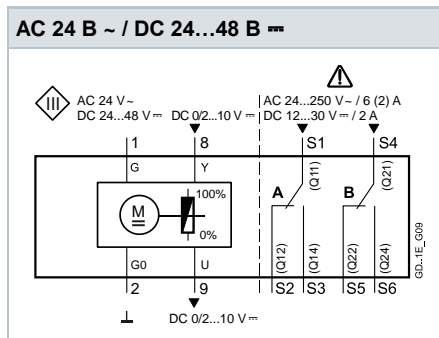 AC 24 В ~ / DC 24…48 В ⎓
III
AC 24 V~
DC 24...48 V⎓
DC 0/2...10 V⎓
AC 24...250 V~ / 6 (2) A
DC 12...30 V⎓ / 2 A
1
8
S1
S4
G
Y
(Q11)
(Q21)
100%
M
0%
A
B
G0
U
(Q12)
(Q14)
(Q22)
(Q24)
2
9
S2
S3
S5
S6
DC 0/2...10 V⎓
GD..1E_G09